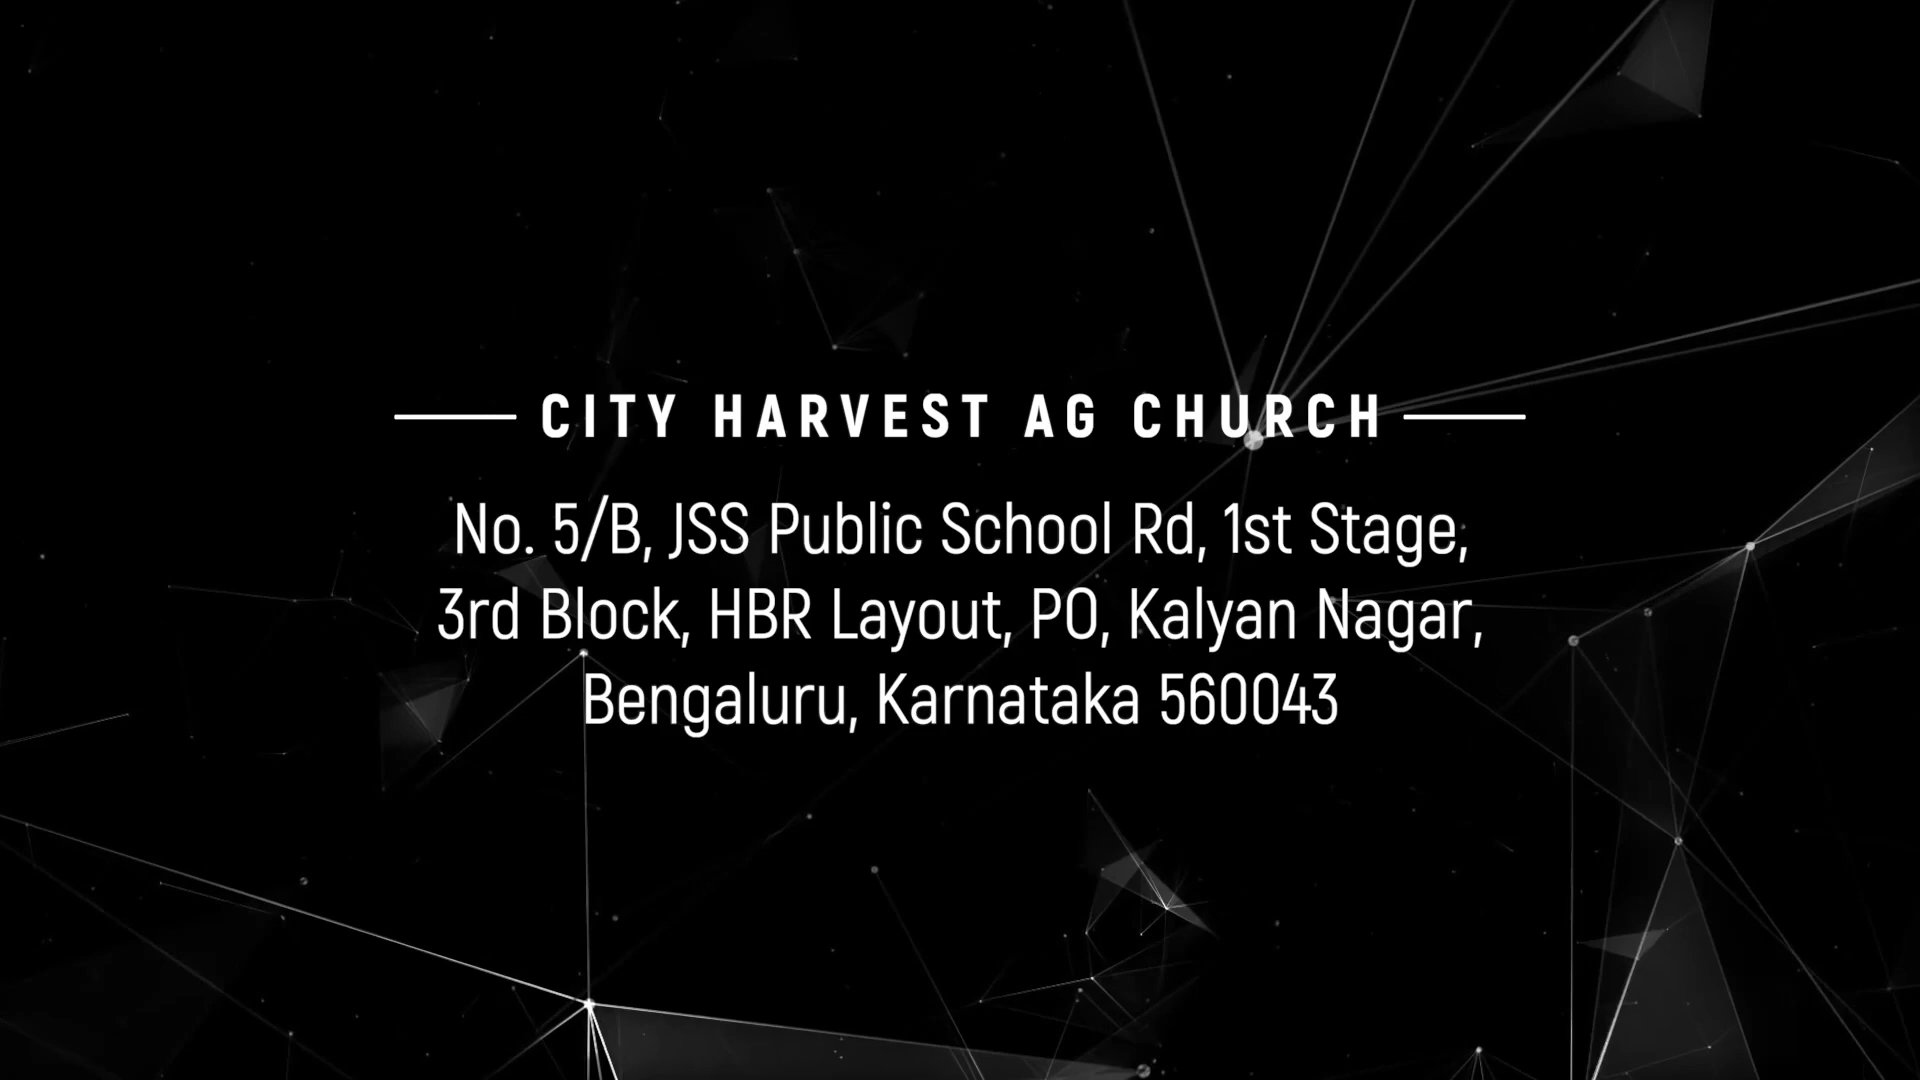 CITY HARVEST AG CHURCH
No. 5/B, JSS Public School Rd, 1st Stage,
3rd Block, HBR Layout, PO, Kalyan Nagar,
Bengaluru, Karnataka 560043